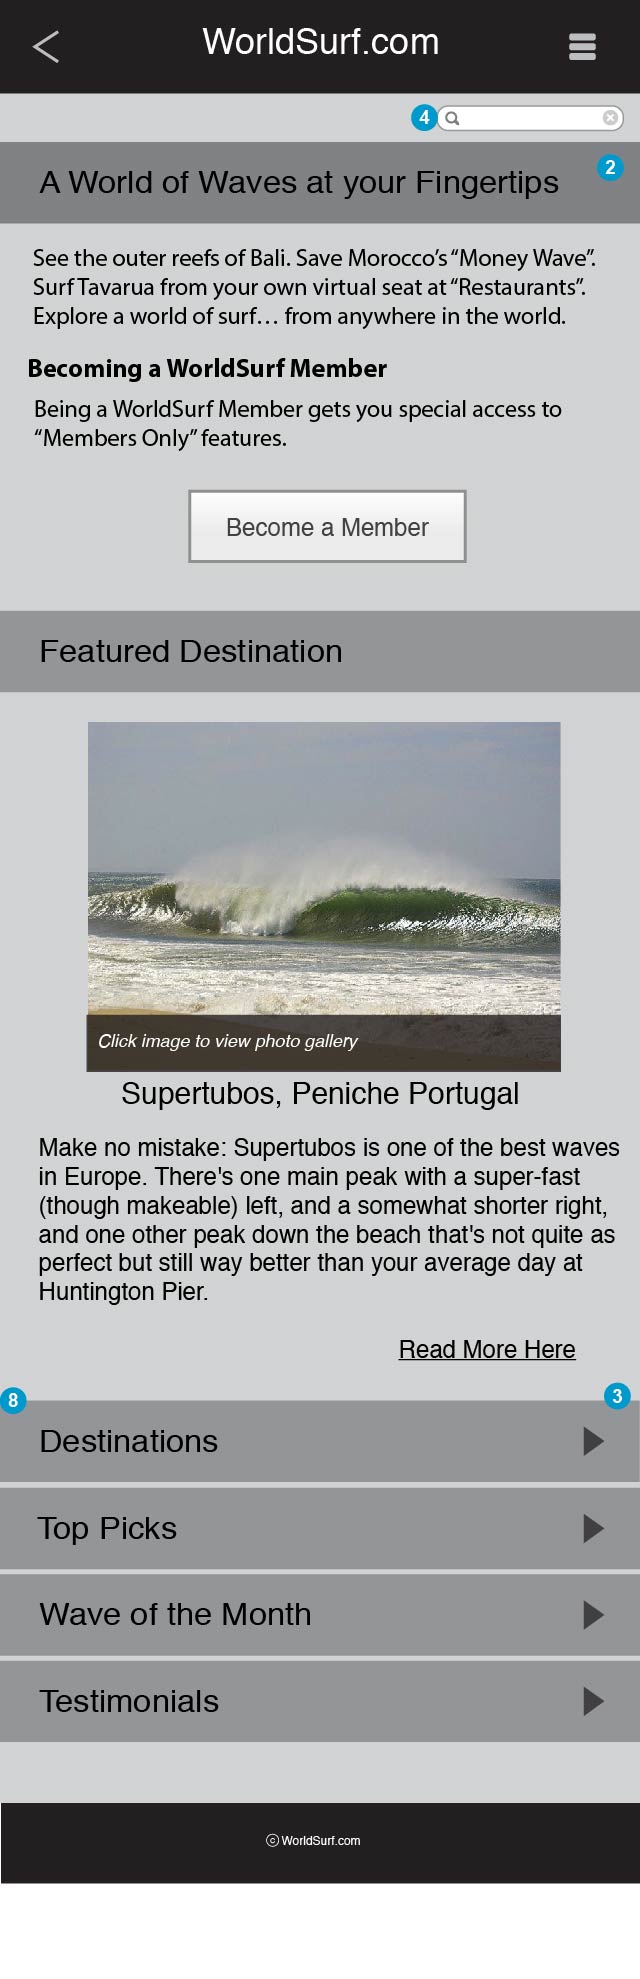 WorldSurf.com
4
A World of Waves at your Fingertips
2
See the outer reefs of Bali. Save Morocco’s “Money Wave”.
Surf Tavarua from your own virtual seat at “Restaurants”.
Explore a world of surf… from anywhere in the world.
Becoming a WorldSurf Member
Being a WorldSurf Member gets you special access to
“Members Only” features.
Become a Member
Featured Destination
Click image to view photo gallery
Supertubos, Peniche Portugal
Make no mistake: Supertubos is one of the best waves
in Europe. There's one main peak with a super-fast
(though makeable) left, and a somewhat shorter right,
and one other peak down the beach that's not quite as
perfect but still way better than your average day at
Huntington Pier.
Read More Here
8
3
Destinations
Top Picks
Wave of the Month
Testimonials
© WorldSurf.com